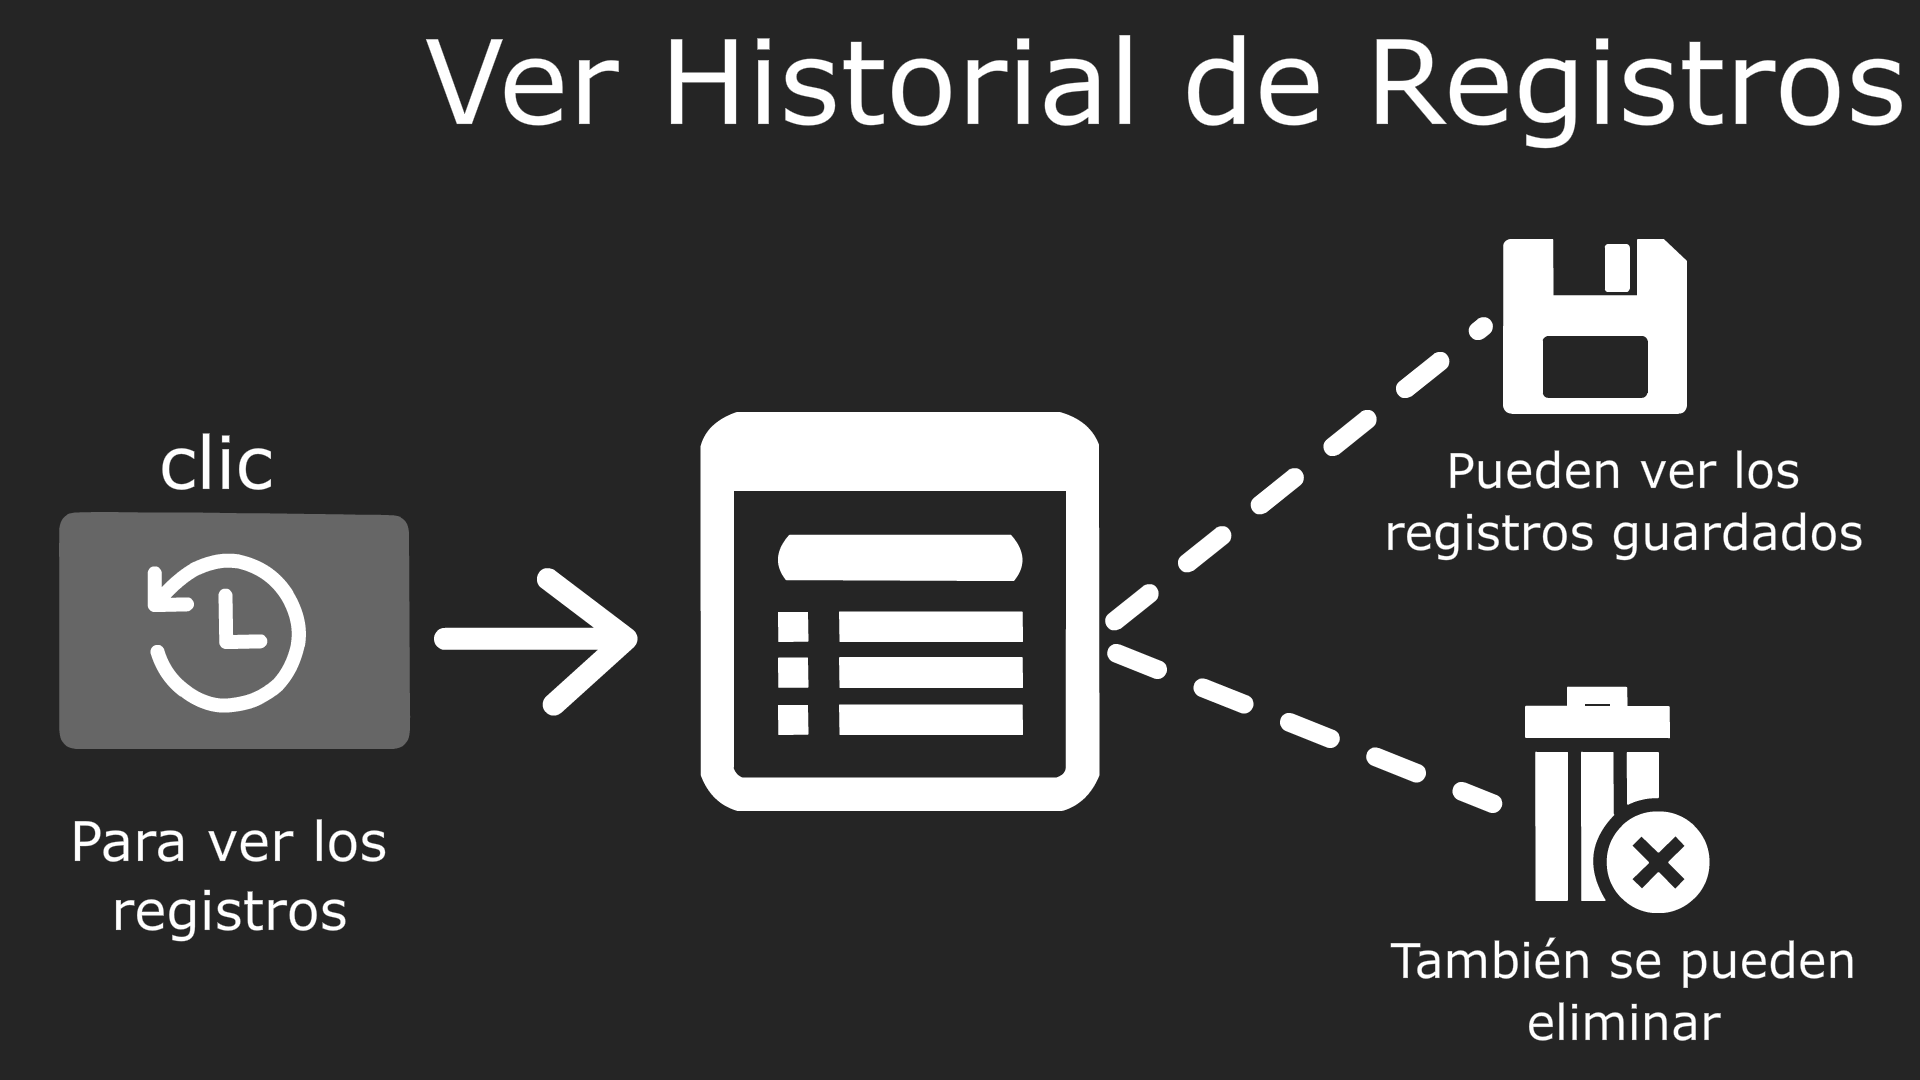 Ver Historial de Registros
clic
Para ver los
registros
Pueden ver los
registros guardados
También se pueden
eliminar